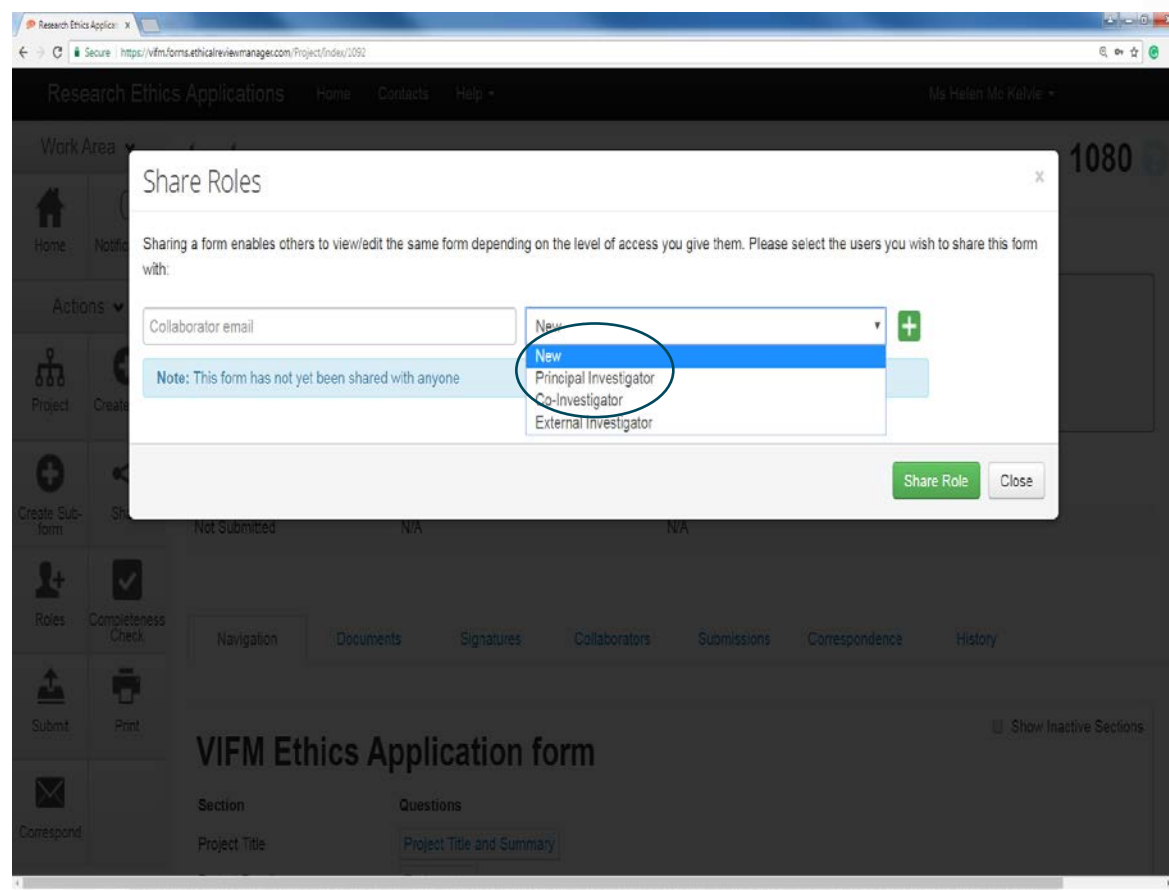 Research Ethics Applica: x
Secure | https://vifm.forms.ethicalreviewmanager.com/Project/Index/1092
Research Ethics Applications Home Contacts Help Ms Helen Mc Kelvie
Work Area
1080
Share Roles x
Home
Sharing a form enables others to view/edit the same form depending on the level of access you give them. Please select the users you wish to share this form
with:
Actions
Collaborator email
New
New
Note: This form has not yet been shared with anyone
Principal Investigator
Co-Investigator
External Investigator
Project Create
Share Role Close
Create Sub-
form
Not Submitted N/A N/A
Roles Completeness
Check
Navigation Documents Signatures Collaborators Submissions Correspondence History
Submit Print
Show Inactive Sections
VIFM Ethics Application form
Section Questions
Correspond
Project Title Project Title and Summary